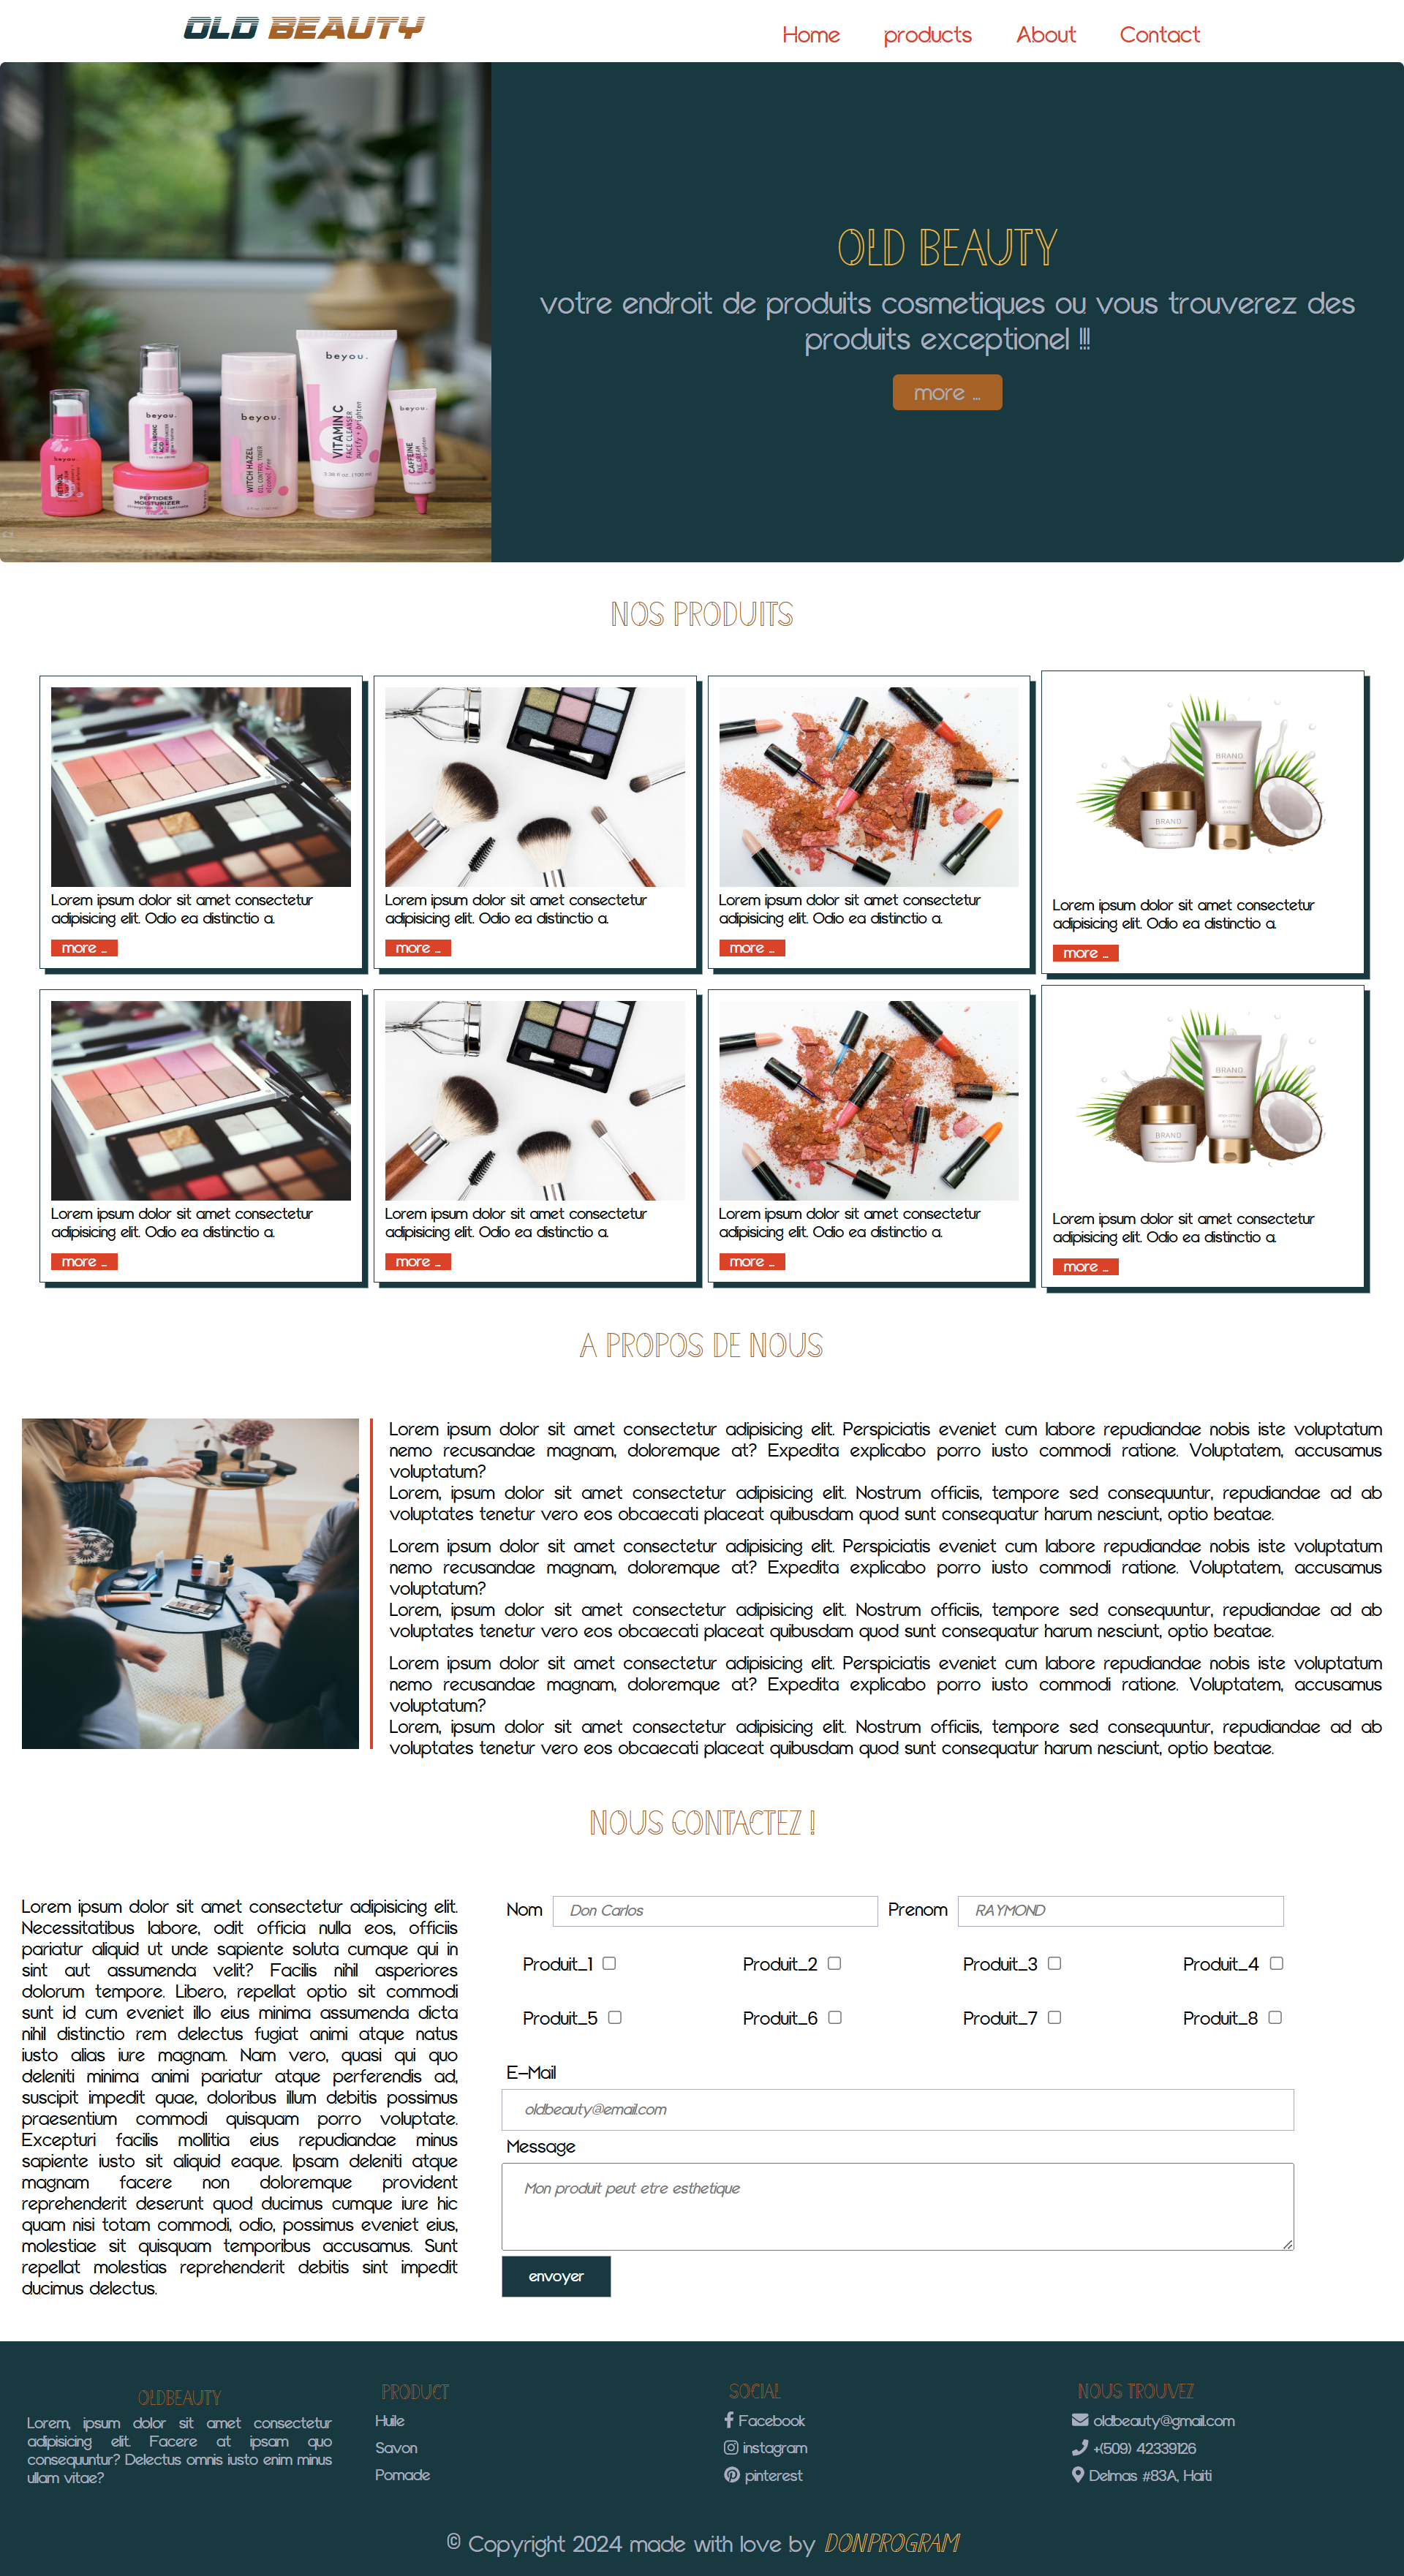 OLD BEAUTY
Home products About Contact
beyou.
beyou.
beyou.
beyou.
VITAMIN C
FACE CLEANSER
purify + brighten
WITCH HAZEL
OIL CONTROL TONER
CAFFEINE
PEPTIDES
MOISTURIZER
OLD BEAUTY
votre endroit de produits cosmetiques ou vous trouverez des
produits exceptionel !!!
more ...
NOS PRODUITS
BRAND
BRAND
Lorem ipsum dolor sit amet consectetur
adipisicing elit. Odio ea distinctio a.
more ...
Lorem ipsum dolor sit amet consectetur
adipisicing elit. Odio ea distinctio a.
more ...
Lorem ipsum dolor sit amet consectetur
adipisicing elit. Odio ea distinctio a.
more ...
Lorem ipsum dolor sit amet consectetur
adipisicing elit. Odio ea distinctio a.
more ...
BRAND
BRAND
Lorem ipsum dolor sit amet consectetur
adipisicing elit. Odio ea distinctio a.
more ...
Lorem ipsum dolor sit amet consectetur
adipisicing elit. Odio ea distinctio a.
more ...
Lorem ipsum dolor sit amet consectetur
adipisicing elit. Odio ea distinctio a.
more ...
Lorem ipsum dolor sit amet consectetur
adipisicing elit. Odio ea distinctio a.
more ...
A PROPOS DE NOUS
Lorem ipsum dolor sit amet consectetur adipisicing elit. Perspiciatis eveniet cum labore repudiandae nobis iste voluptatum
nemo recusandae magnam, doloremque at? Expedita explicabo porro iusto commodi ratione. Voluptatem, accusamus
voluptatum?
Lorem, ipsum dolor sit amet consectetur adipisicing elit. Nostrum officiis, tempore sed consequuntur, repudiandae ad ab
voluptates tenetur vero eos obcaecati placeat quibusdam quod sunt consequatur harum nesciunt, optio beatae.
Lorem ipsum dolor sit amet consectetur adipisicing elit. Perspiciatis eveniet cum labore repudiandae nobis iste voluptatum
nemo recusandae magnam, doloremque at? Expedita explicabo porro iusto commodi ratione. Voluptatem, accusamus
voluptatum?
Lorem, ipsum dolor sit amet consectetur adipisicing elit. Nostrum officiis, tempore sed consequuntur, repudiandae ad ab
voluptates tenetur vero eos obcaecati placeat quibusdam quod sunt consequatur harum nesciunt, optio beatae.
Lorem ipsum dolor sit amet consectetur adipisicing elit. Perspiciatis eveniet cum labore repudiandae nobis iste voluptatum
nemo recusandae magnam, doloremque at? Expedita explicabo porro iusto commodi ratione. Voluptatem, accusamus
voluptatum?
Lorem, ipsum dolor sit amet consectetur adipisicing elit. Nostrum officiis, tempore sed consequuntur, repudiandae ad ab
voluptates tenetur vero eos obcaecati placeat quibusdam quod sunt consequatur harum nesciunt, optio beatae.
NOUS CONTACTEZ !
Lorem ipsum dolor sit amet consectetur adipisicing elit.
Necessitatibus labore, odit officia nulla eos, officiis
pariatur aliquid ut unde sapiente soluta cumque qui in
sint aut assumenda velit? Facilis nihil asperiores
dolorum tempore. Libero, repellat optio sit commodi
sunt id cum eveniet illo eius minima assumenda dicta
nihil distinctio rem delectus fugiat animi atque natus
iusto alias iure magnam. Nam vero, quasi qui quo
deleniti minima animi pariatur atque perferendis ad,
suscipit impedit quae, doloribus illum debitis possimus
praesentium commodi quisquam porro voluptate.
Excepturi facilis mollitia eius repudiandae minus
sapiente iusto sit aliquid eaque. Ipsam deleniti atque
magnam facere non doloremque provident
reprehenderit deserunt quod ducimus cumque iure hic
quam nisi totam commodi, odio, possimus eveniet eius,
molestiae sit quisquam temporibus accusamus. Sunt
repellat molestias reprehenderit debitis sint impedit
ducimus delectus.
Nom Don Carlos Prenom RAYMOND
Produit_1 Produit_2 Produit_3 Produit_4
Produit_5 Produit_6 Produit_7 Produit_8
E-Mail
oldbeauty@email.com
Message
Mon produit peut etre esthetique
envoyer
OLDBEAUTY
Lorem, ipsum dolor sit amet consectetur
adipisicing elit. Facere at ipsam quo
consequuntur? Delectus omnis iusto enim minus
ullam vitae?
PRODUCT
Huile
Savon
Pomade
SOCIAL
Facebook
instagram
pinterest
NOUS TROUVEZ
oldbeauty@gmail.com
+(509) 42339126
Delmas #83A, Haiti
© Copyright 2024 made with love by DONPROGRAM